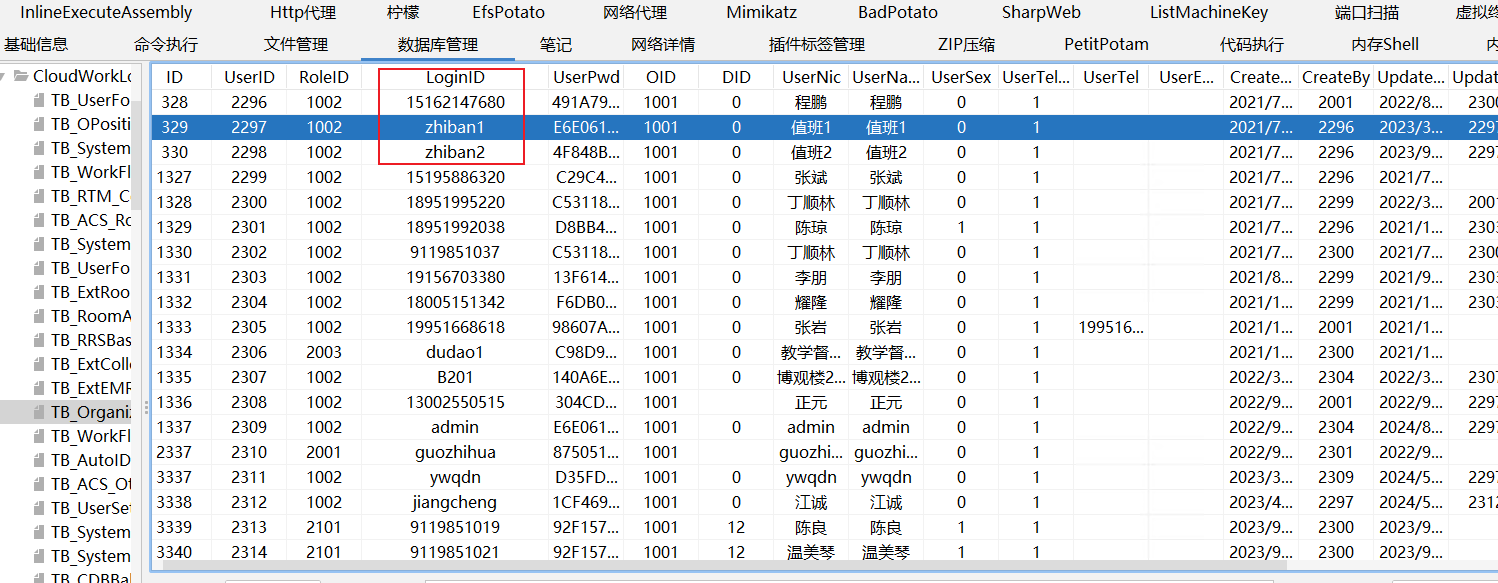 InlineExecuteAssembly Http代理 柠檬 EfsPotato 网络代理 Mimikatz BadPotato SharpWeb ListMachineKey 端口扫描
基础信息 命令执行 文件管理 数据库管理 笔记 网络详情 插件标签管理 ZIP压缩 PetitPotam 代码执行 内存Shell
CloudWorkLo
TB_UserFo
TB_OPositi
TB_System
TB_WorkFl
TB_RTM_C
TB_ACS_Ro
TB_System
TB_UserFo
TB_ExtRoo
TB_RoomA
TB_RRSBas
TB_ExtColle
TB_ExtEMR
TB_Organiz
TB_WorkFl
TB_AutoID
TB_ACS_Ot
TB_UserSet
TB_System
TB_System
TB_CDBBal
ID UserID RoleID LoginID UserPwd OID DID UserNic UserNa... UserSex UserTel... UserTel UserE... Create... CreateBy Update... Updat
328 2296 1002 15162147680 491A79... 1001 0 程鹏 程鹏 0 1 2021/7... 2001 2022/8... 2300
329 2297 1002 zhiban1 E6E061... 1001 0 值班1 值班1 0 1 2021/7... 2296 2023/3... 2297
330 2298 1002 zhiban2 4F848B... 1001 0 值班2 值班2 0 1 2021/7... 2296 2023/9... 2297
1327 2299 1002 15195886320 C29C4... 1001 0 张斌 张斌 0 1 2021/7... 2296 2021/7...
1328 2300 1002 18951995220 C53118... 1001 0 丁顺林 丁顺林 0 1 2021/7... 2299 2022/3... 2001
1329 2301 1002 18951992038 D8BB4... 1001 0 陈琼 陈琼 1 1 2021/7... 2296 2021/1... 2303
1330 2302 1002 9119851037 C53118... 1001 0 丁顺林 丁顺林 0 1 2021/7... 2300 2021/7... 2300
1331 2303 1002 19156703380 13F614... 1001 0 李朋 李朋 0 1 2021/8... 2299 2021/9... 2303
1332 2304 1002 18005151342 F6DB0... 1001 0 耀隆 耀隆 0 1 2021/1... 2299 2021/1... 2303
1333 2305 1002 19951668618 98607A... 1001 0 张岩 张岩 0 1 199516... 2021/1... 2001 2021/1...
1334 2306 2003 dudao1 C98D9... 1001 0 教学督... 教学督... 0 1 2021/1... 2300 2021/1...
1335 2307 1002 B201 140A6E... 1001 0 博观楼2... 博观楼2... 0 1 2022/3... 2304 2022/3... 2307
1336 2308 1002 13002550515 304CD... 1001 正元 正元 0 1 2022/9... 2001 2022/9... 2297
1337 2309 1002 admin E6E061... 1001 0 admin admin 0 1 2022/9... 2304 2024/8... 2297
2337 2310 2001 guozhihua 875051... 1001 guozhi... guozhi... 0 1 2022/9... 2301 2022/9...
3337 2311 1002 ywqdn D35FD... 1001 0 ywqdn ywqdn 0 1 2023/3... 2309 2024/5... 2297
3338 2312 1002 jiangcheng 1CF469... 1001 0 江诚 江诚 0 1 2023/4... 2297 2024/5... 2312
3339 2313 2101 9119851019 92F157... 1001 12 陈良 陈良 1 1 2023/9... 2300 2023/9...
3340 2314 2101 9119851021 92F157... 1001 12 温美琴 温美琴 1 1 2023/9... 2300 2023/9...